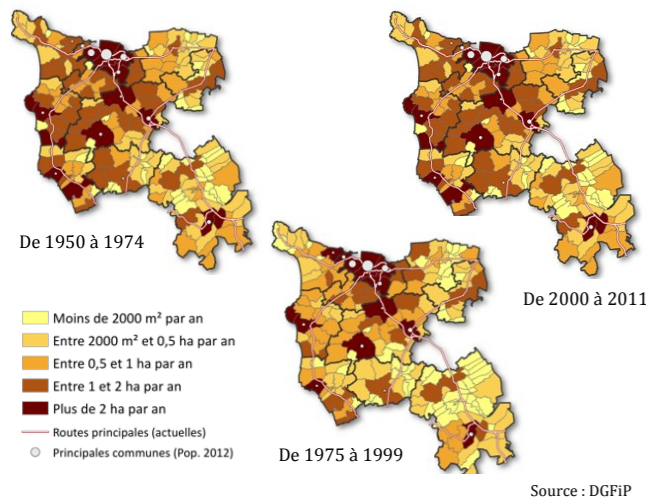 De 1950 à 1974
De 2000 à 2011
Moins de 2000 m² par an
Entre 2000 m² et 0,5 ha par an
Entre 0,5 et 1 ha par an
Entre 1 et 2 ha par an
Plus de 2 ha par an
Routes principales (actuelles)
Principales communes (Pop. 2012)
De 1975 à 1999
Source : DGFiP